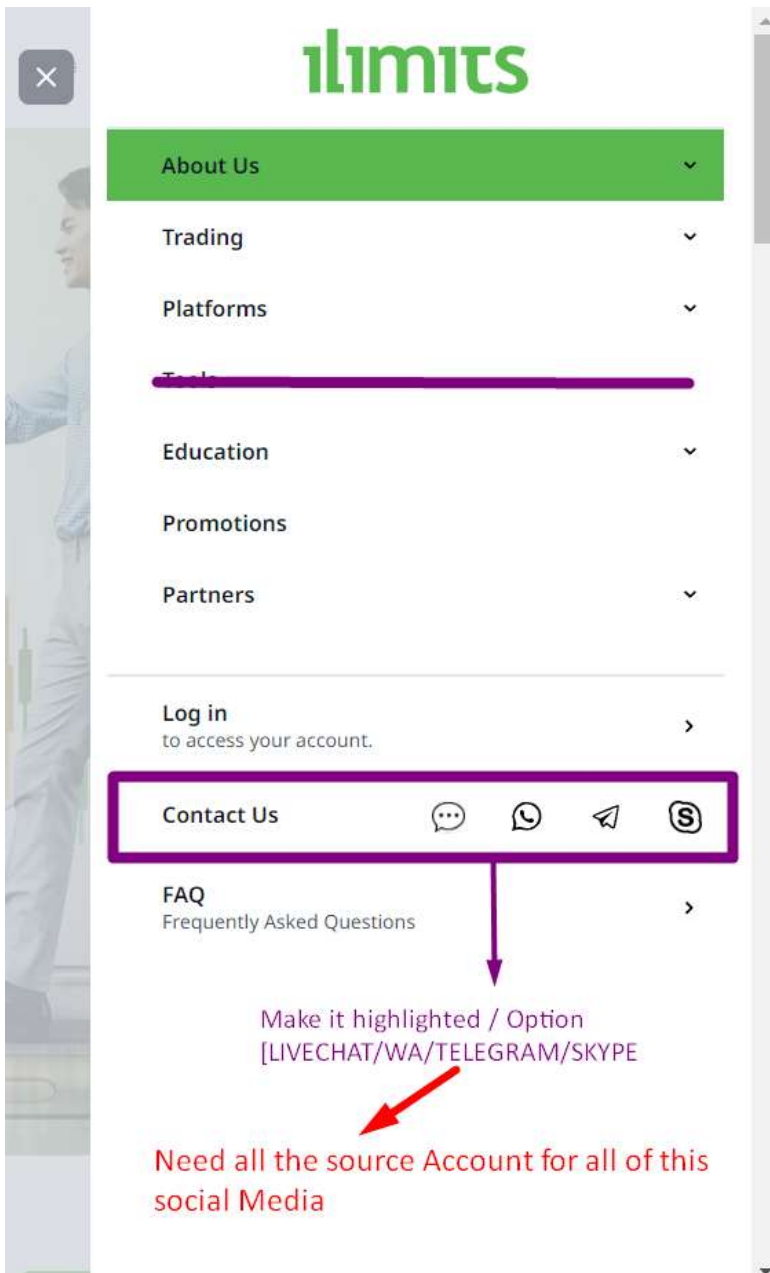 ilimits
About Us
Trading
Platforms
Tools
Education
Promotions
Partners
Log in
to access your account.
Contact Us
FAQ
Frequently Asked Questions
Make it highlighted / Option
[LIVECHAT/WA/TELEGRAM/SKYPE
Need all the source Account for all of this
social Media